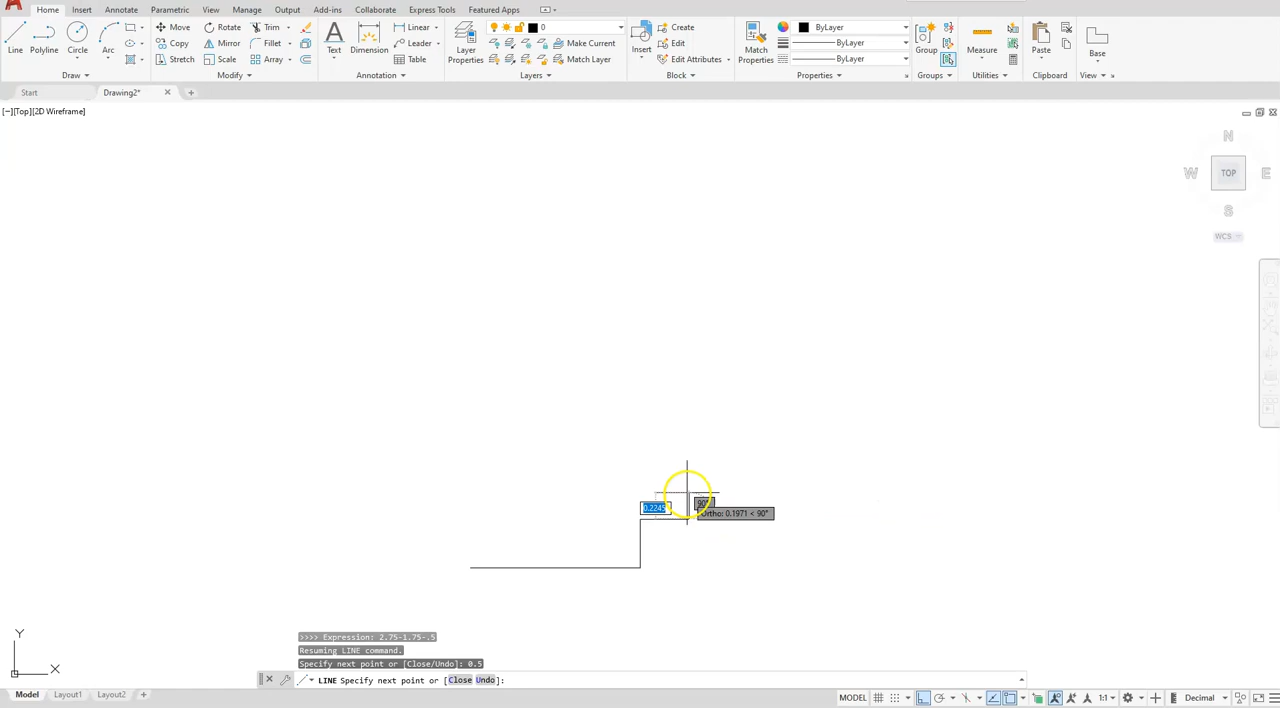 Home Insert Annotate Parametric View Manage Output Add-ins Collaborate Express Tools Featured Apps
Line Polyline Circle Arc
Move Rotate Trim
Copy Mirror Fillet
Stretch Scale Array
Text Dimension
Linear
Leader
Table
Layer Properties
0
Make Current
Match Layer
Insert
Create
Edit
Edit Attributes
Match Properties
ByLayer
ByLayer
ByLayer
Group
Measure
Paste
Base
Draw Modify Annotation Layers Block Properties Groups Utilities Clipboard View
Start Drawing2*
[−][Top][2D Wireframe]
N
W TOP E
S
WCS
90°
Ortho: 0.1971 < 90°
Y
X
>>>> Expression: 2.75-1.75-.5
Resuming LINE command.
Specify next point or [Close/Undo]: 0.5
LINE Specify next point or [Close Undo]:
Model Layout1 Layout2
MODEL 1:1 Decimal